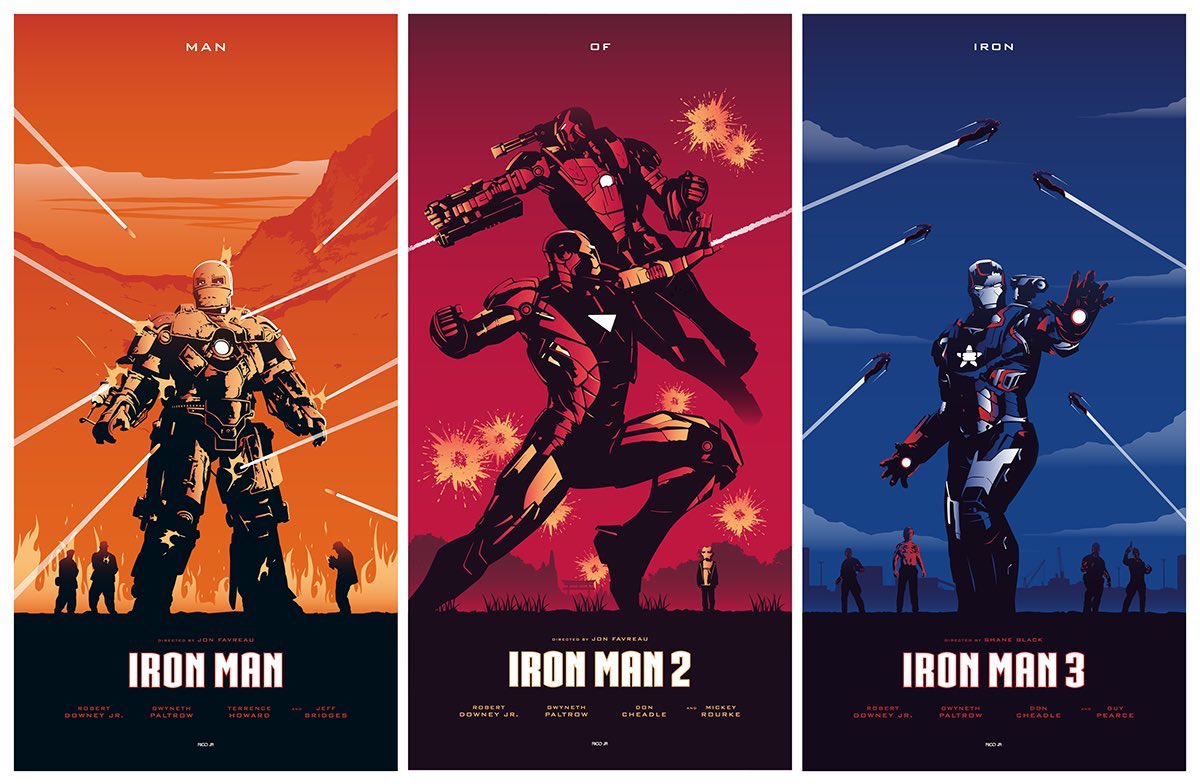 MAN
DIRECTED BY JON FAVREAU
IRON MAN
ROBERT DOWNEY JR.
GWYNETH PALTROW
TERRENCE HOWARD
AND JEFF BRIDGES
RICO JR
OF
DIRECTED BY JON FAVREAU
IRON MAN 2
ROBERT DOWNEY JR.
GWYNETH PALTROW
DON CHEADLE
AND MICKEY ROURKE
RICO JR
IRON
DIRECTED BY SHANE BLACK
IRON MAN 3
ROBERT DOWNEY JR.
GWYNETH PALTROW
DON CHEADLE
AND GUY PEARCE
RICO JR